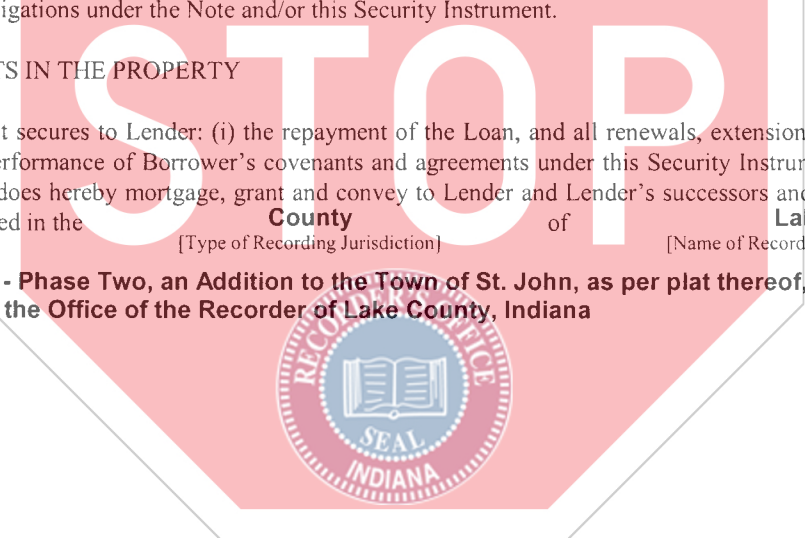 STOP
igations under the Note and/or this Security Instrument.
TS IN THE PROPERTY
t secures to Lender: (i) the repayment of the Loan, and all renewals, extension
erformance of Borrower's covenants and agreements under this Security Instrur
does hereby mortgage, grant and convey to Lender and Lender's successors and
ed in the County of Lal
[Type of Recording Jurisdiction] [Name of Record
- Phase Two, an Addition to the Town of St. John, as per plat thereof,
the Office of the Recorder of Lake County, Indiana
RECORDER'S OFFICE
SEAL
INDIANA